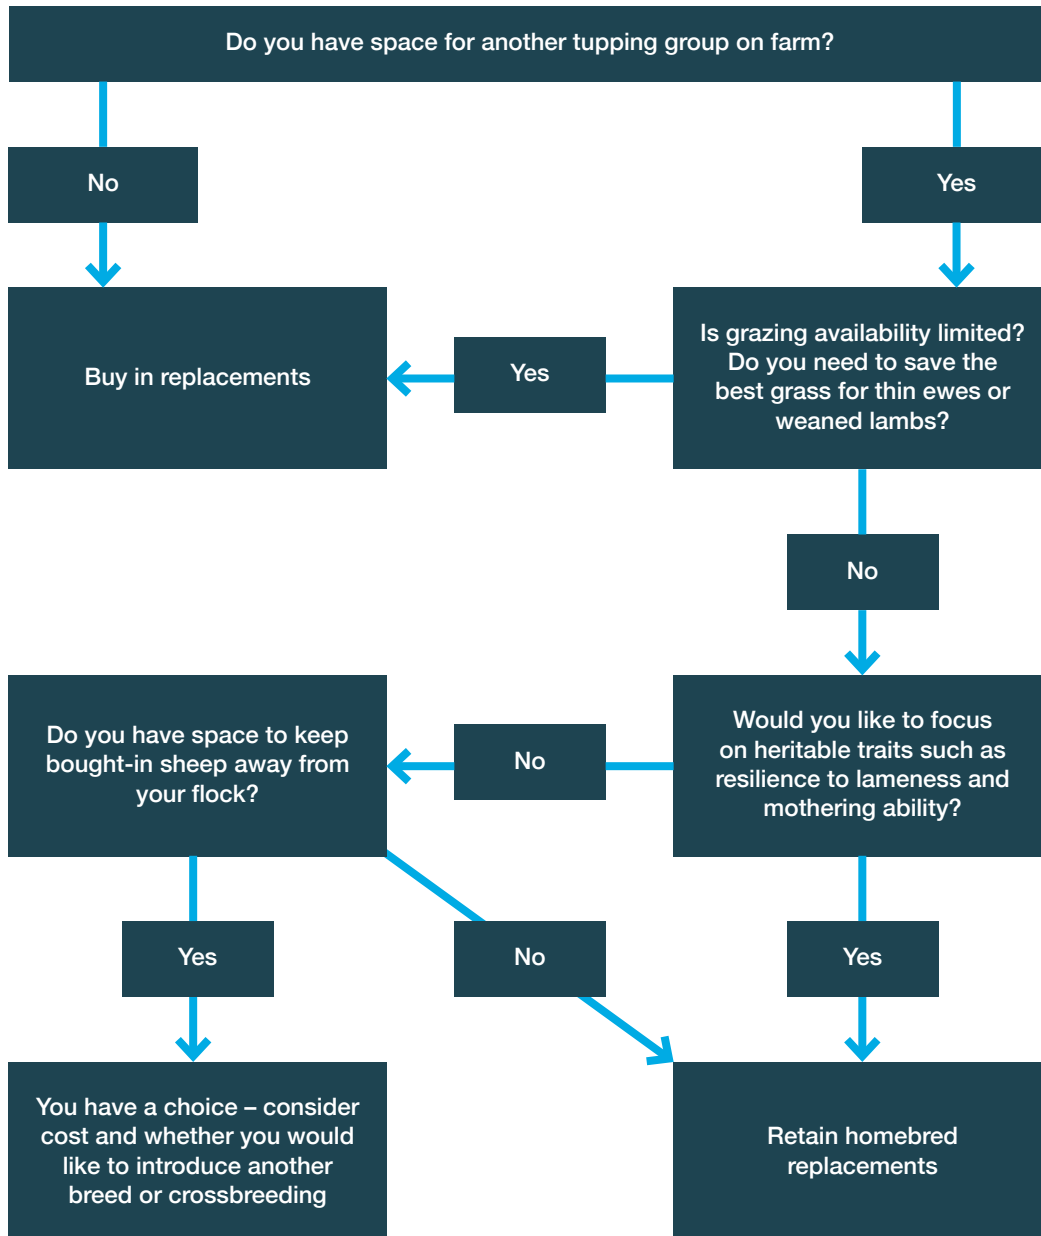 Do you have space for another tupping group on farm?
No
Yes
Buy in replacements
Yes
Is grazing availability limited?
Do you need to save the
best grass for thin ewes or
weaned lambs?
No
Do you have space to keep
bought-in sheep away from
your flock?
No
Would you like to focus
on heritable traits such as
resilience to lameness and
mothering ability?
Yes
No
Yes
You have a choice – consider
cost and whether you would
like to introduce another
breed or crossbreeding
Retain homebred
replacements